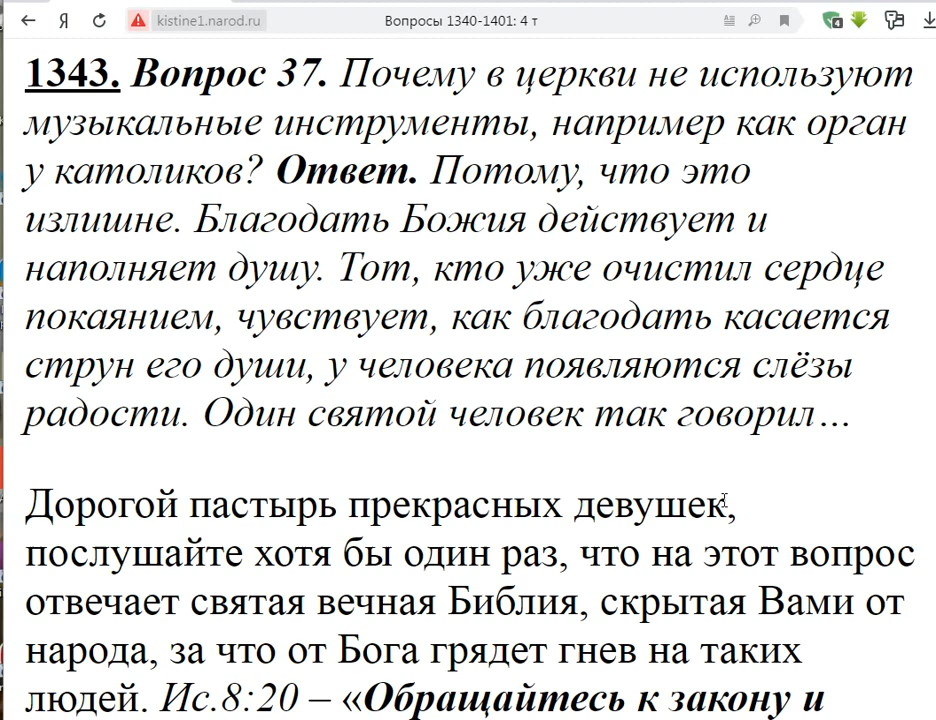 Я
kistine1.narod.ru
Вопросы 1340-1401: 4 т
4
1343. Вопрос 37. Почему в церкви не используют
музыкальные инструменты, например как орган
у католиков? Ответ. Потому, что это
излишне. Благодать Божия действует и
наполняет душу. Тот, кто уже очистил сердце
покаянием, чувствует, как благодать касается
струн его души, у человека появляются слёзы
радости. Один святой человек так говорил…
Дорогой пастырь прекрасных девушек,
послушайте хотя бы один раз, что на этот вопрос
отвечает святая вечная Библия, скрытая Вами от
народа, за что от Бога грядет гнев на таких
людей. Ис.8:20 – «Обращайтесь к закону и